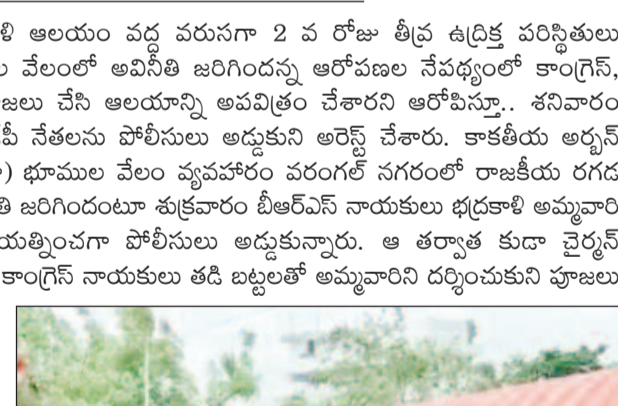 ళి ఆలయం వద్ద వరుసగా 2 వ రోజు తీవ్ర ఉద్రిక్త పరిస్థితులు
ల వేలంలో అవినీతి జరిగిందన్న ఆరోపణల నేపథ్యంలో కాంగ్రెస్,
జలు చేసి ఆలయాన్ని అపవిత్రం చేశారని ఆరోపిస్తూ.. శనివారం
పీ నేతలను పోలీసులు అడ్డుకుని అరెస్ట్ చేశారు. కాకతీయ అర్బన్
) భూముల వేలం వ్యవహారం వరంగల్ నగరంలో రాజకీయ రగడ
తి జరిగిందంటూ శుక్రవారం బీఆర్ఎస్ నాయకులు భద్రకాళి అమ్మవారి
యత్నించగా పోలీసులు అడ్డుకున్నారు. ఆ తర్వాత కుడా చైర్మన్
కాంగ్రెస్ నాయకులు తడి బట్టలతో అమ్మవారిని దర్శించుకుని పూజలు